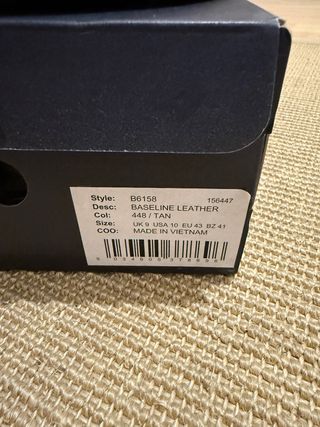 Style: B6158 156447
Desc: BASELINE LEATHER
Col: 448 / TAN
Size: UK 9 USA 10 EU 43 BZ 41
COO: MADE IN VIETNAM